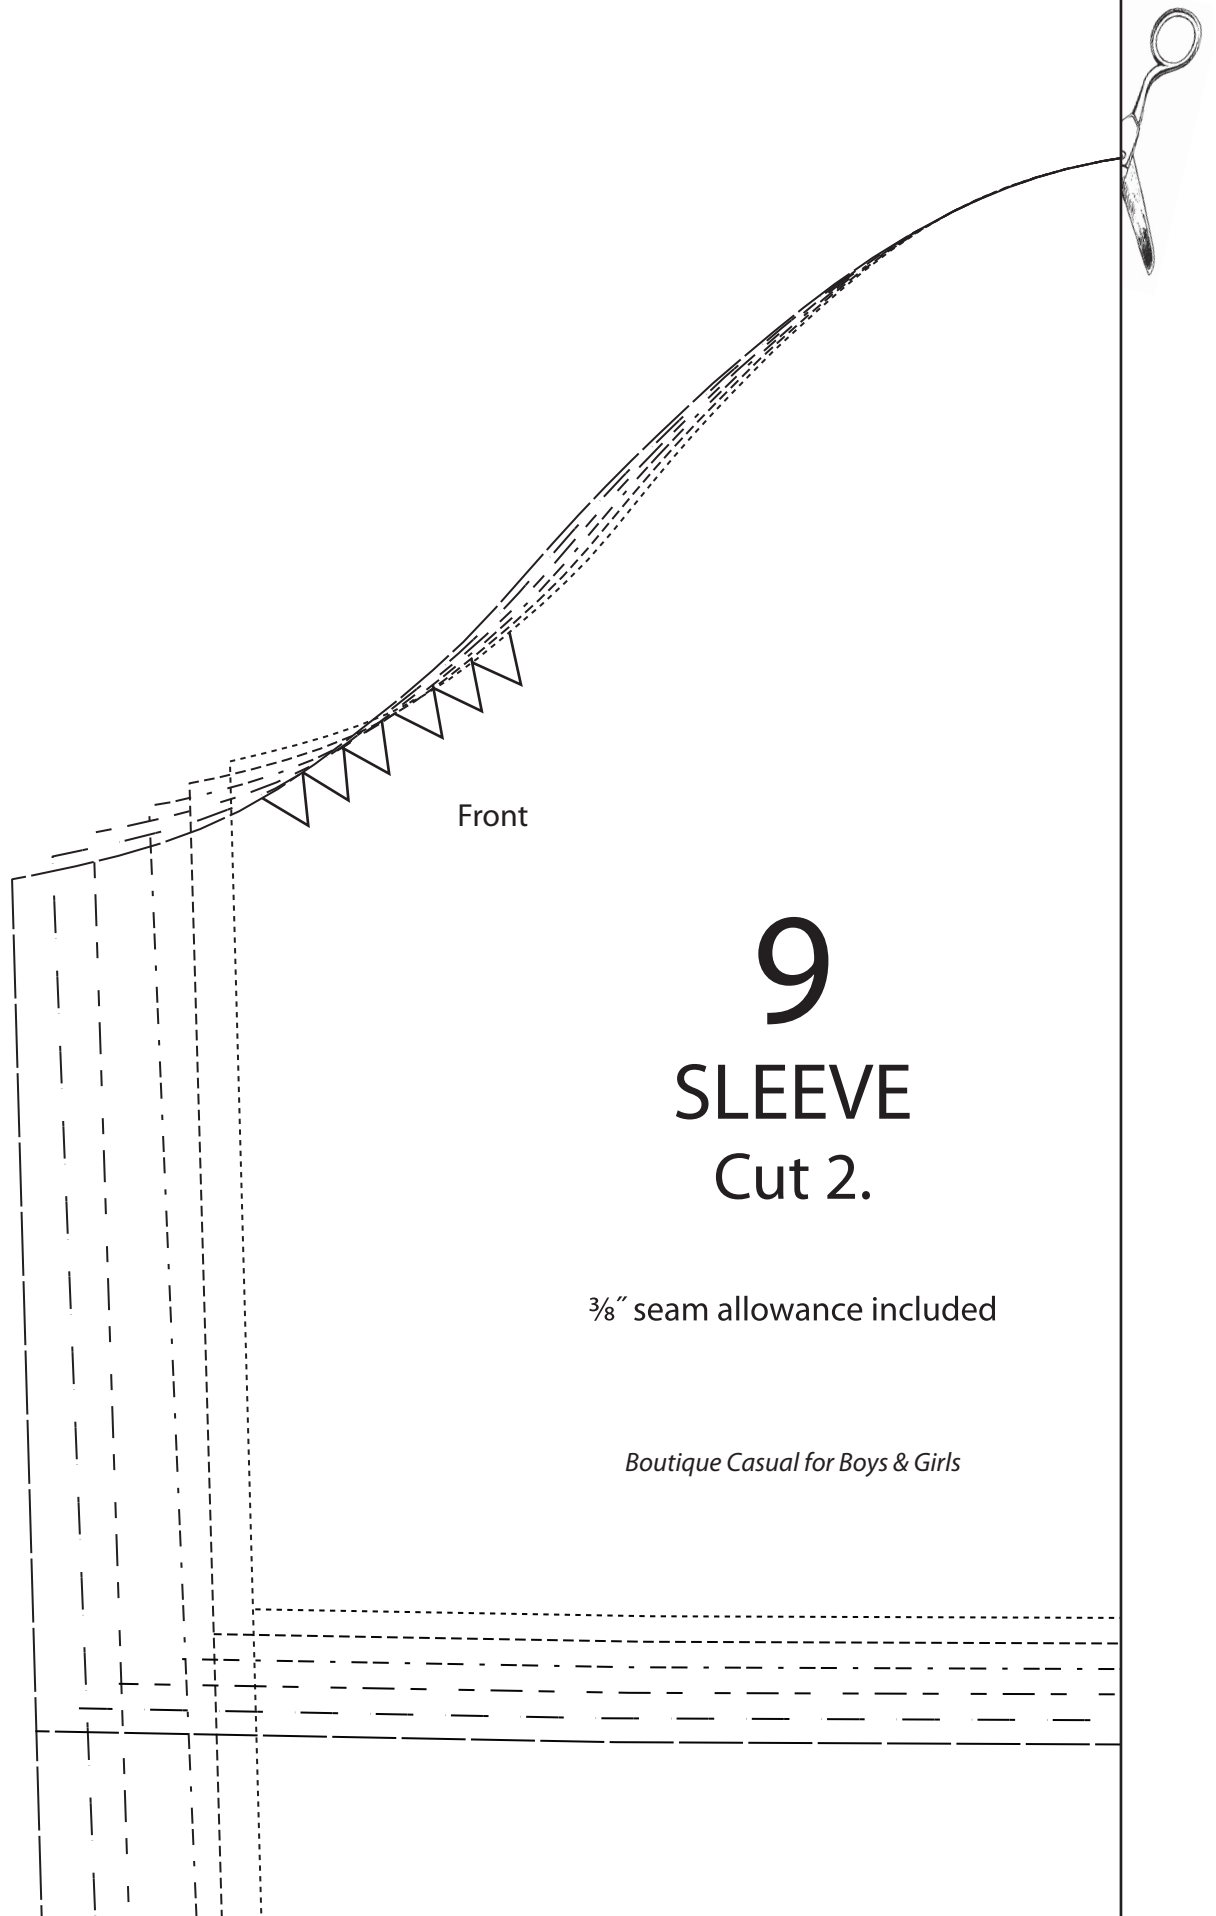 Front
9
SLEEVE
Cut 2.
⅜˝ seam allowance included
Boutique Casual for Boys & Girls